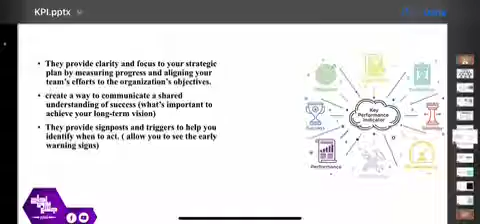 KPI.pptx
• They provide clarity and focus to your strategic
plan by measuring progress and aligning your
team's efforts to the organization's objectives.
• create a way to communicate a shared
understanding of success (what's important to
achieve your long-term vision)
• They provide signposts and triggers to help you
identify when to act. ( allow you to see the early
warning signs)
Key
Performance
Indicator
Success
Strategy
Performance